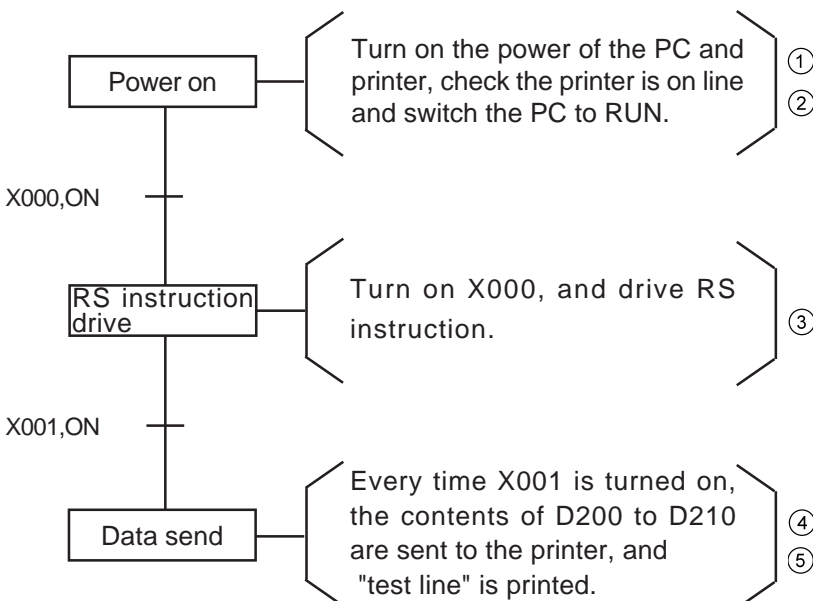 Power on
Turn on the power of the PC and
printer, check the printer is on line
and switch the PC to RUN.
①
②
X000,ON
RS instruction
drive
Turn on X000, and drive RS
instruction.
③
X001,ON
Data send
Every time X001 is turned on,
the contents of D200 to D210
are sent to the printer, and
"test line" is printed.
④
⑤